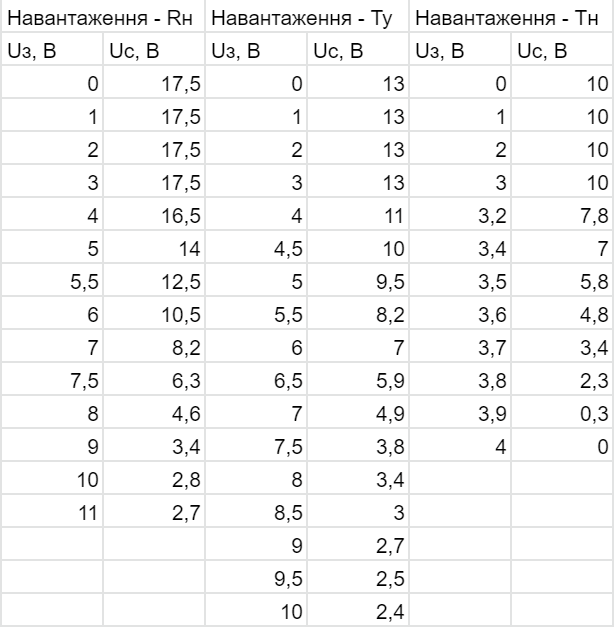 Навантаження - Rн Навантаження - Ту Навантаження - Тн
Uз, В Uс, В Uз, В Uс, В Uз, В Uс, В
0 17,5 0 13 0 10
1 17,5 1 13 1 10
2 17,5 2 13 2 10
3 17,5 3 13 3 10
4 16,5 4 11 3,2 7,8
5 14 4,5 10 3,4 7
5,5 12,5 5 9,5 3,5 5,8
6 10,5 5,5 8,2 3,6 4,8
7 8,2 6 7 3,7 3,4
7,5 6,3 6,5 5,9 3,8 2,3
8 4,6 7 4,9 3,9 0,3
9 3,4 7,5 3,8 4 0
10 2,8 8 3,4
11 2,7 8,5 3
9 2,7
9,5 2,5
10 2,4